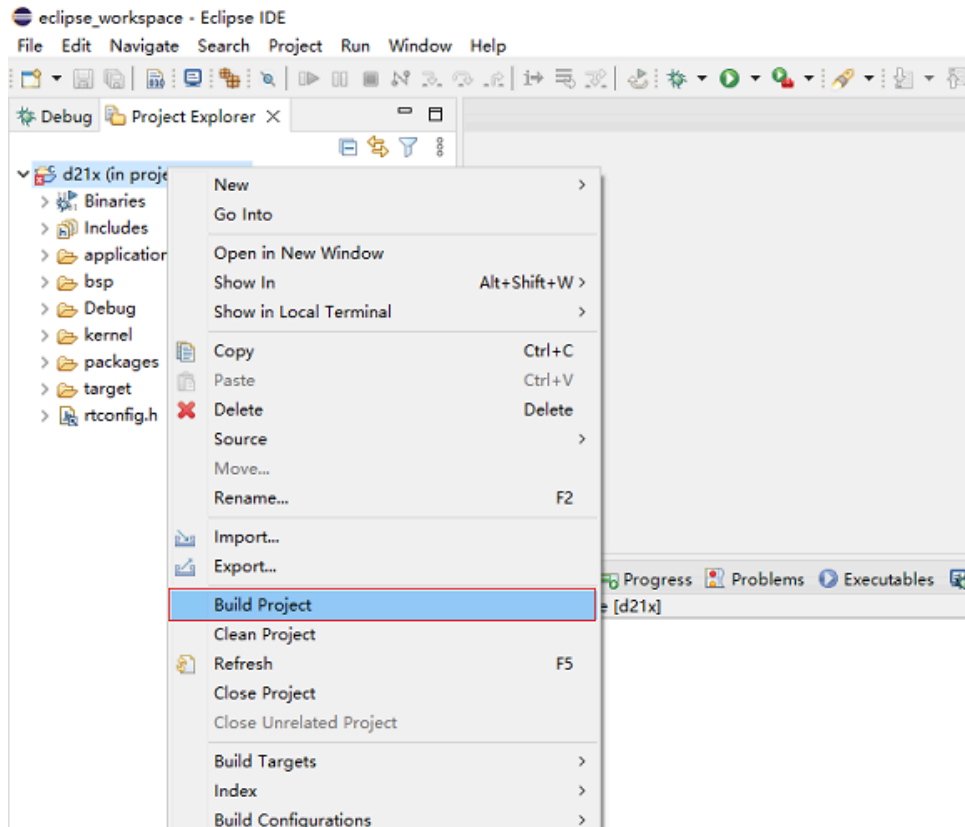 eclipse_workspace - Eclipse IDE
File Edit Navigate Search Project Run Window Help
Debug Project Explorer
d21x (in proje
Binaries
Includes
application
bsp
Debug
kernel
packages
target
rtconfig.h
New
Go Into
Open in New Window
Show In Alt+Shift+W
Show in Local Terminal
Copy Ctrl+C
Paste Ctrl+V
Delete Delete
Source
Move...
Rename... F2
Import...
Export...
Build Project
Clean Project
Refresh F5
Close Project
Close Unrelated Project
Build Targets
Index
Build Configurations
Progress Problems Executables
e [d21x]